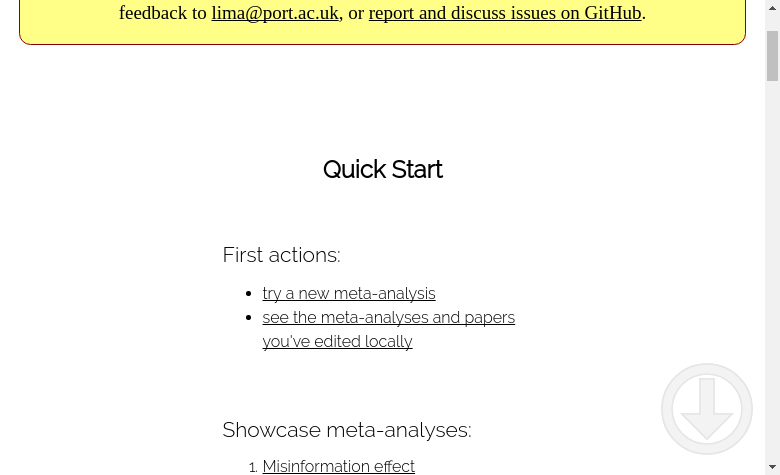 feedback to lima@port.ac.uk, or report and discuss issues on GitHub.
Quick Start
First actions:
try a new meta-analysis
see the meta-analyses and papers
you've edited locally
Showcase meta-analyses:
1. Misinformation effect